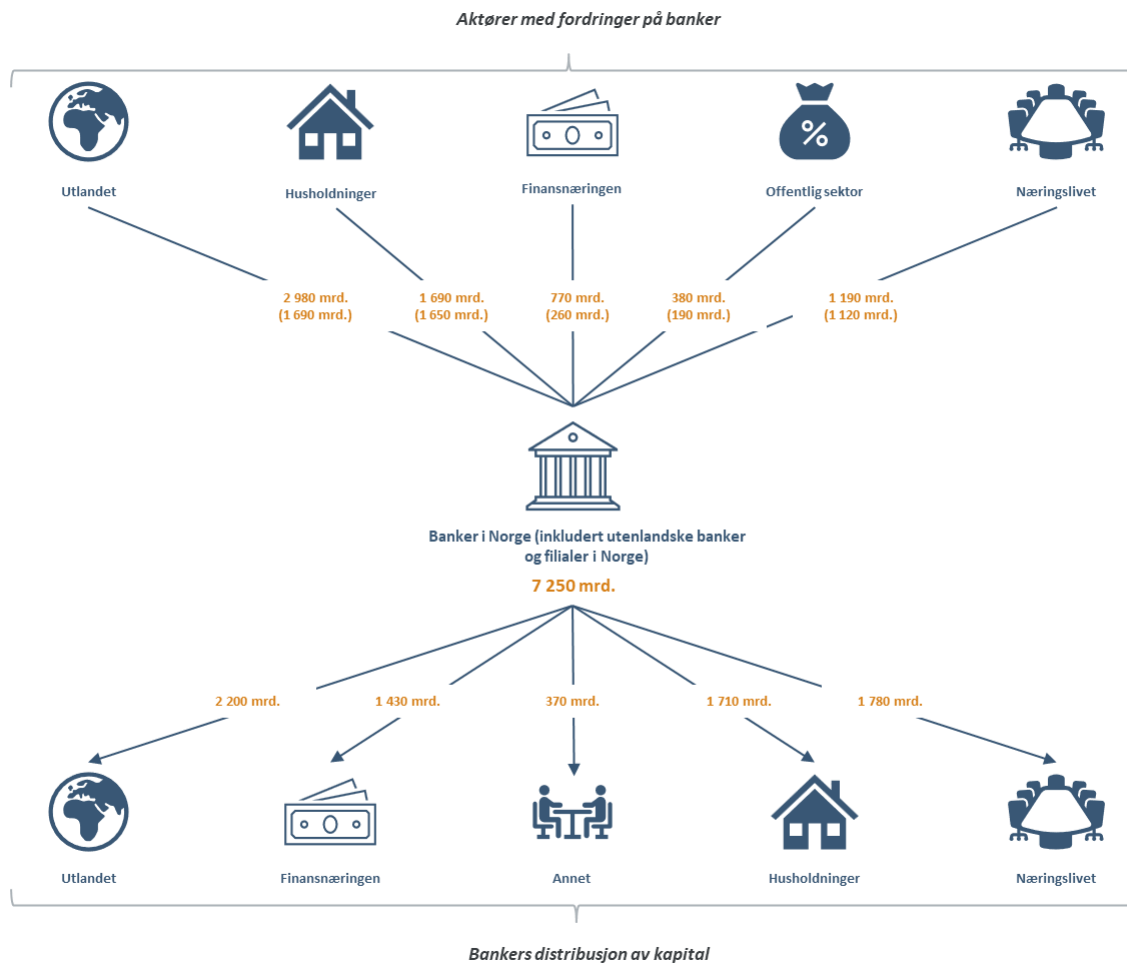 Aktører med fordringer på banker
Utlandet
Husholdninger
Finansnæringen
Offentlig sektor
Næringslivet
2 980 mrd.
(1 690 mrd.)
1 690 mrd.
(1 650 mrd.)
770 mrd.
(260 mrd.)
380 mrd.
(190 mrd.)
1 190 mrd.
(1 120 mrd.)
Banker i Norge (inkludert utenlandske banker
og filialer i Norge)
7 250 mrd.
2 200 mrd.
1 430 mrd.
370 mrd.
1 710 mrd.
1 780 mrd.
Utlandet
Finansnæringen
Annet
Husholdninger
Næringslivet
Bankers distribusjon av kapital